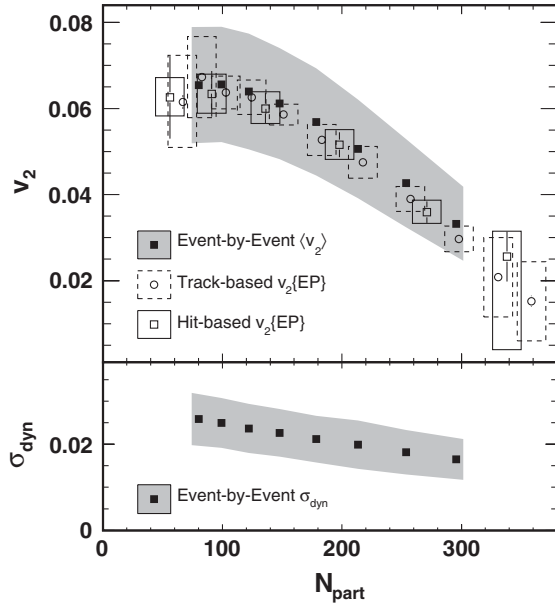 0.08
0.06
v2
0.04
Event-by-Event ⟨v2⟩
Track-based v2{EP}
0.02
Hit-based v2{EP}
σdyn
0.02
Event-by-Event σdyn
0
0 100 200 300
Npart